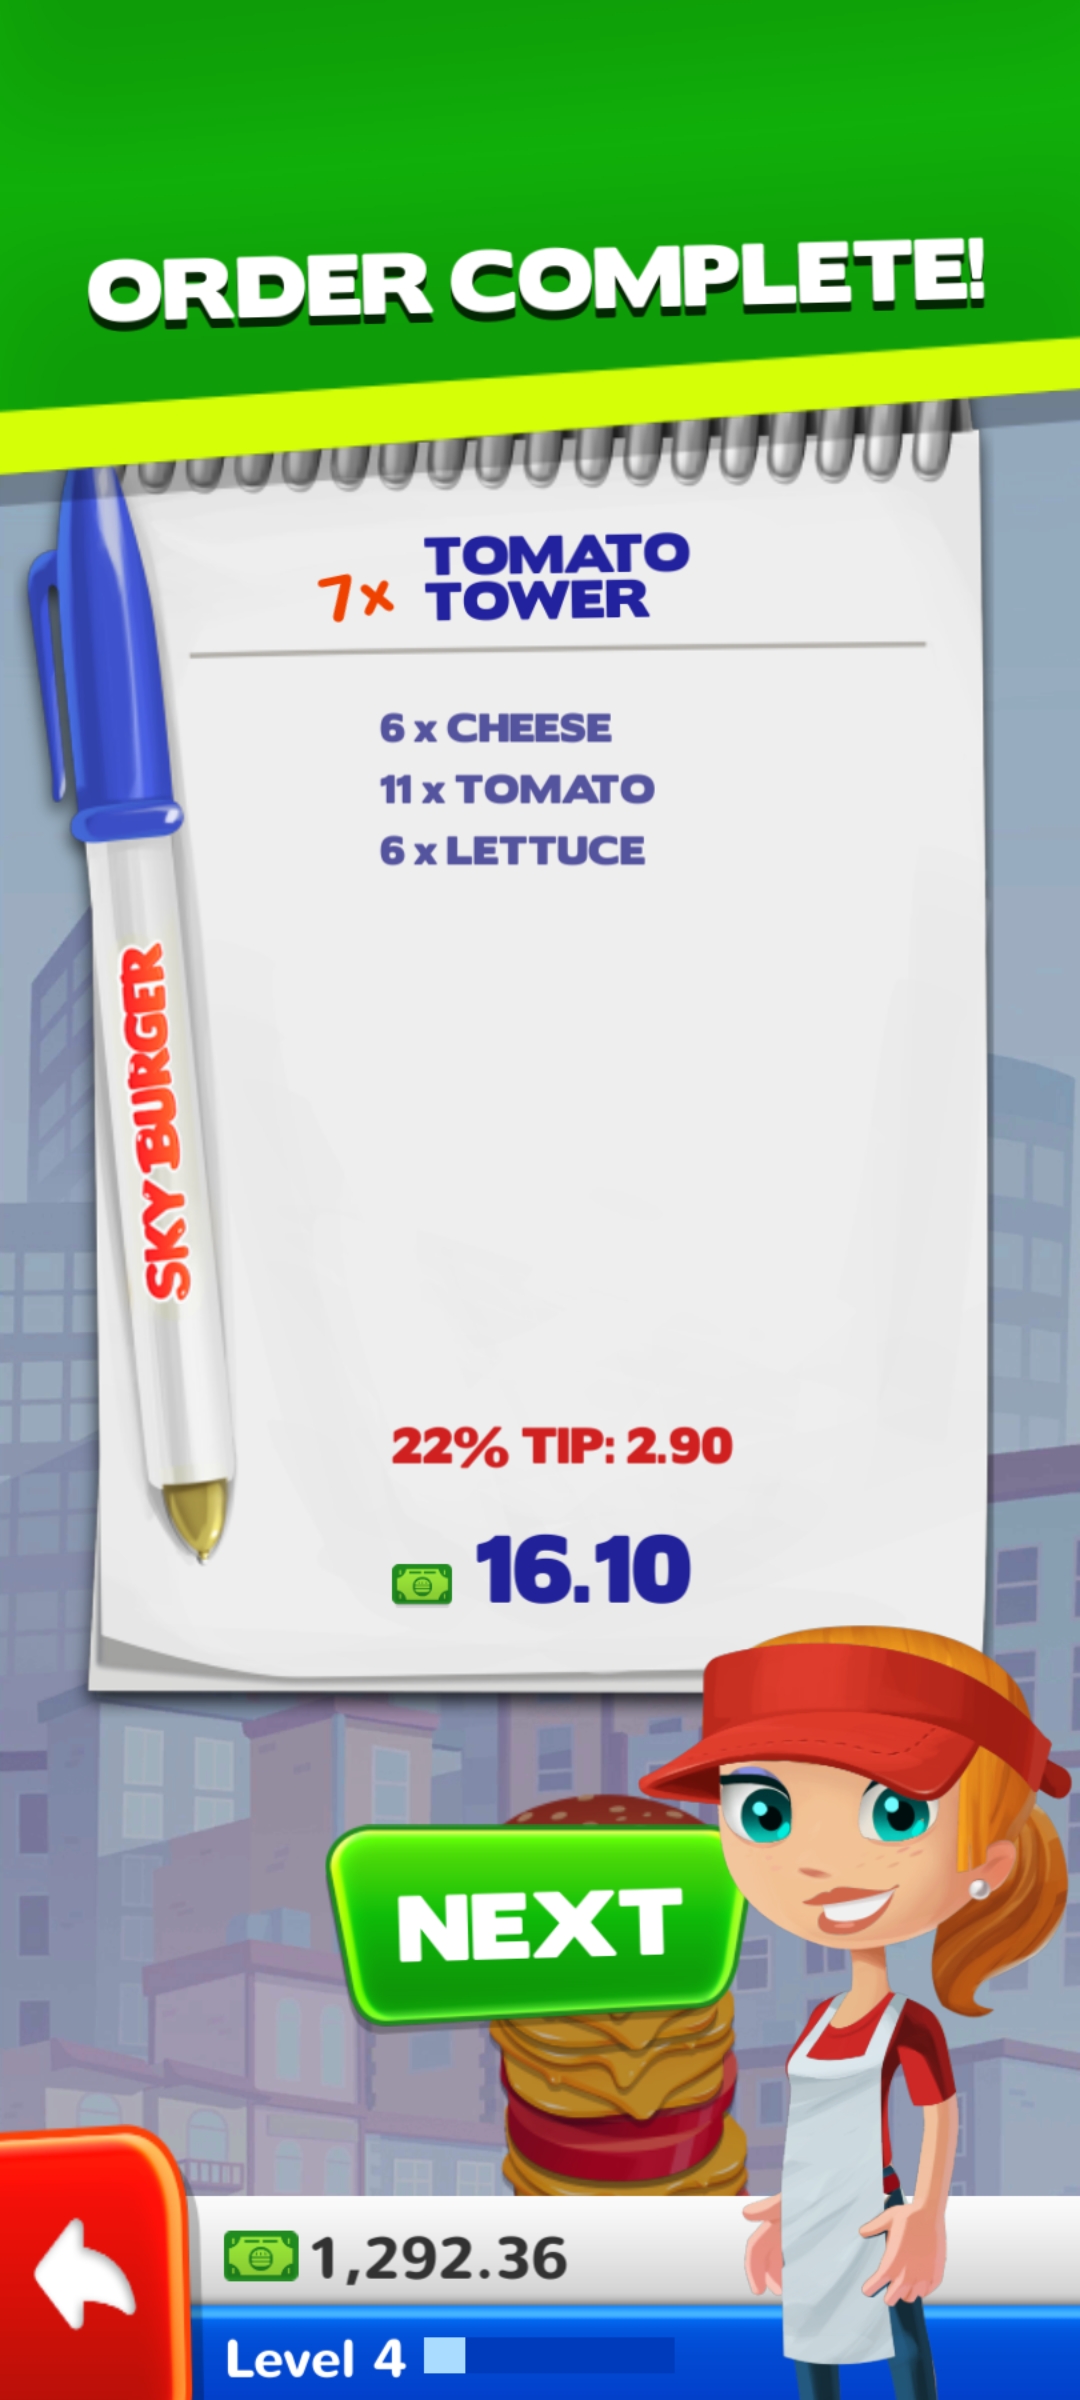 ORDER COMPLETE!
7x TOMATO
TOWER
6 x CHEESE
11 x TOMATO
6 x LETTUCE
SKY BURGER
22% TIP: 2.90
16.10
NEXT
1,292.36
Level 4